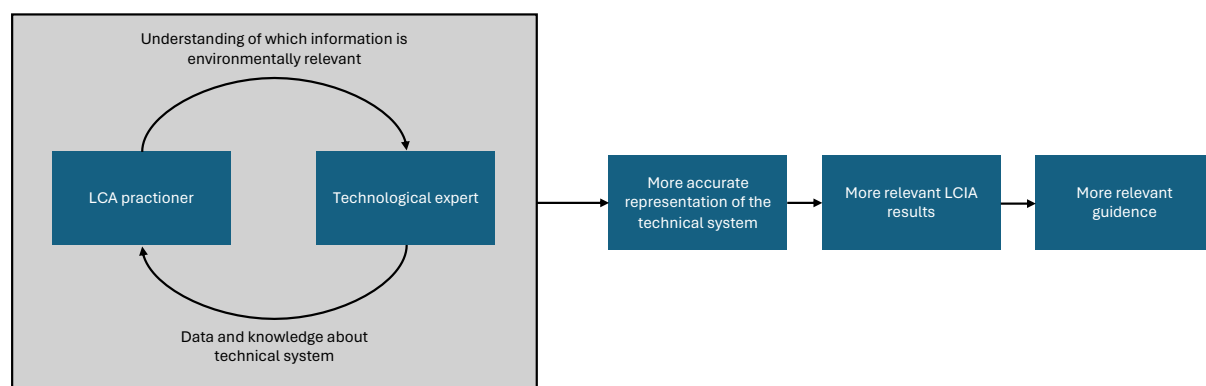 Understanding of which information is
environmentally relevant
LCA practioner
Technological expert
Data and knowledge about
technical system
More accurate
representation of the
technical system
More relevant LCIA
results
More relevant
guidance